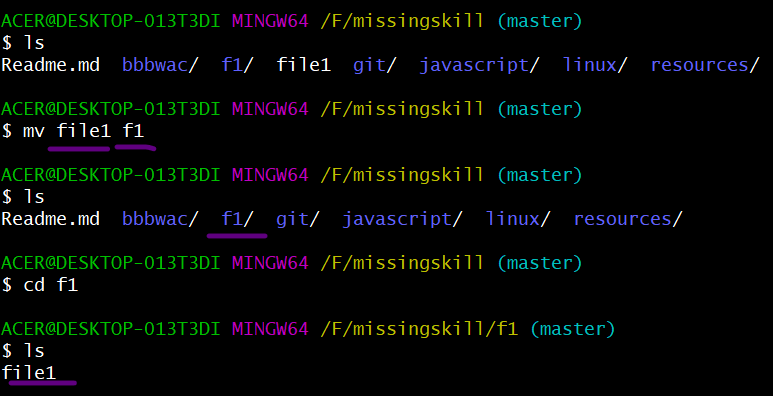 ACER@DESKTOP-013T3DI MINGW64 /F/missingskill (master)
$ ls
Readme.md  bbbwac/  f1/  file1  git/  javascript/  linux/  resources/
ACER@DESKTOP-013T3DI MINGW64 /F/missingskill (master)
$ mv file1 f1
ACER@DESKTOP-013T3DI MINGW64 /F/missingskill (master)
$ ls
Readme.md  bbbwac/  f1/  git/  javascript/  linux/  resources/
ACER@DESKTOP-013T3DI MINGW64 /F/missingskill (master)
$ cd f1
ACER@DESKTOP-013T3DI MINGW64 /F/missingskill/f1 (master)
$ ls
file1